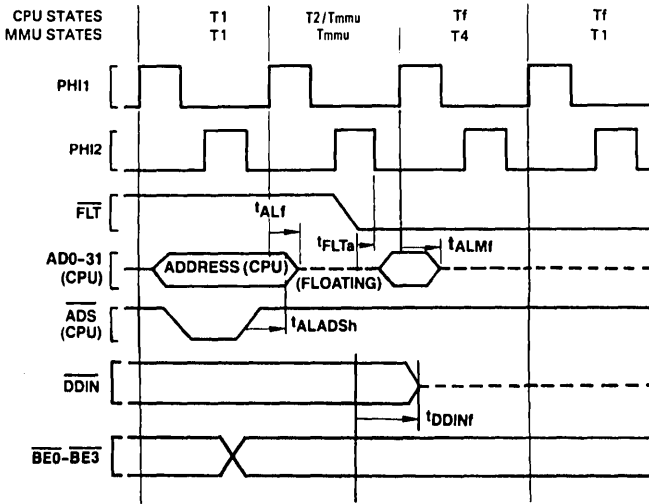 CPU STATES T1 T2/Tmmu Tf Tf
MMU STATES T1 Tmmu T4 T1
PHI1
PHI2
FLT
tALf
tFLTa
tALMf
AD0-31
(CPU)
ADDRESS (CPU)
(FLOATING)
ADS
(CPU)
tALADSh
DDIN
tDDINf
BE0-BE3